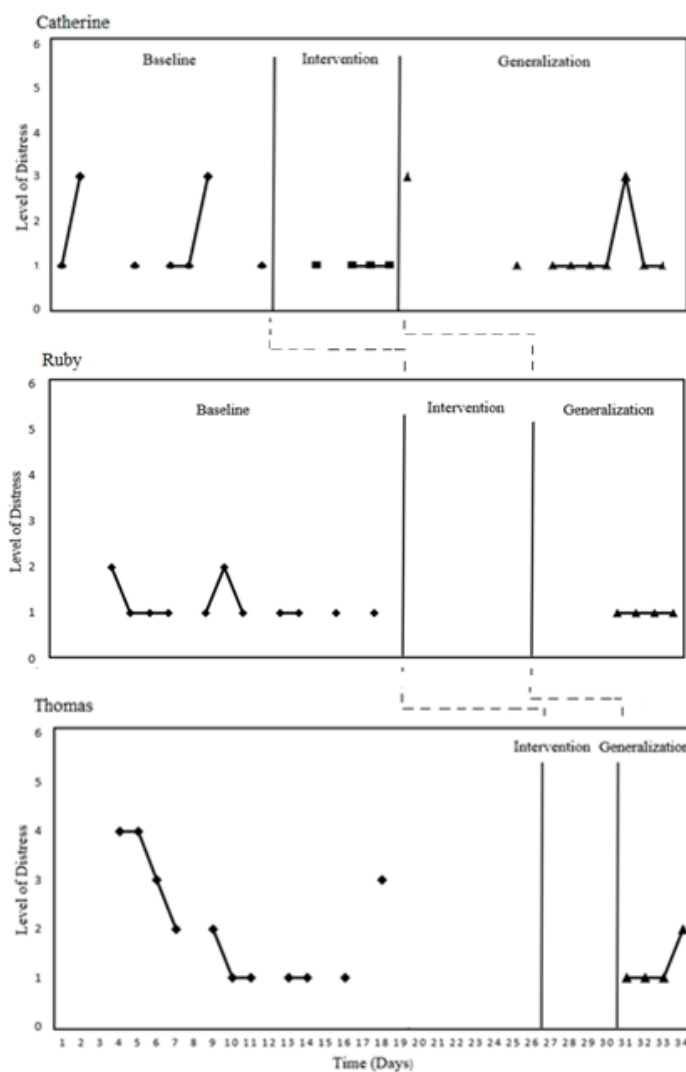 Catherine
6
Baseline Intervention Generalization
5
4
Level of Distress
3
2
1
0
Ruby
6
Baseline Intervention Generalization
5
4
Level of Distress
3
2
1
0
Thomas
6
Intervention Generalization
5
4
Level of Distress
3
2
1
0
1 2 3 4 5 6 7 8 9 10 11 12 13 14 15 16 17 18 19 20 21 22 23 24 25 26 27 28 29 30 31 32 33 34
Time (Days)